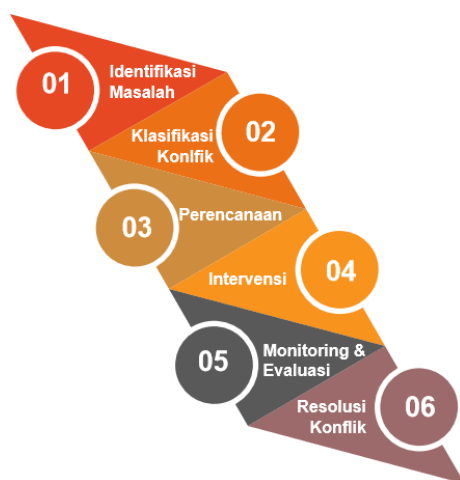 01
Identifikasi
Masalah
Klasifikasi
Konlfik
02
03
Perencanaan
Intervensi
04
05
Monitoring &
Evaluasi
Resolusi
Konflik
06